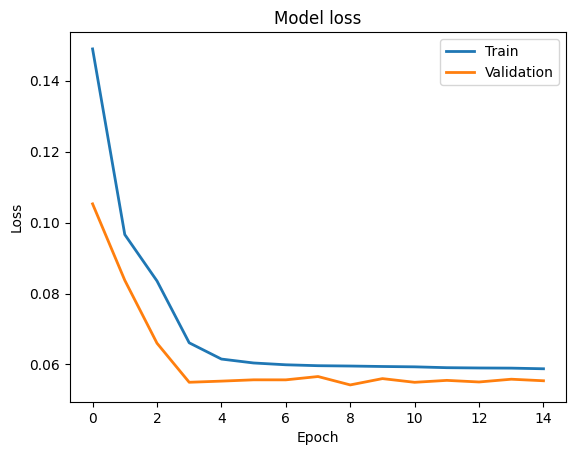 Model loss
Train
Validation
0.14
0.12
0.10
0.08
0.06
Loss
0 2 4 6 8 10 12 14
Epoch